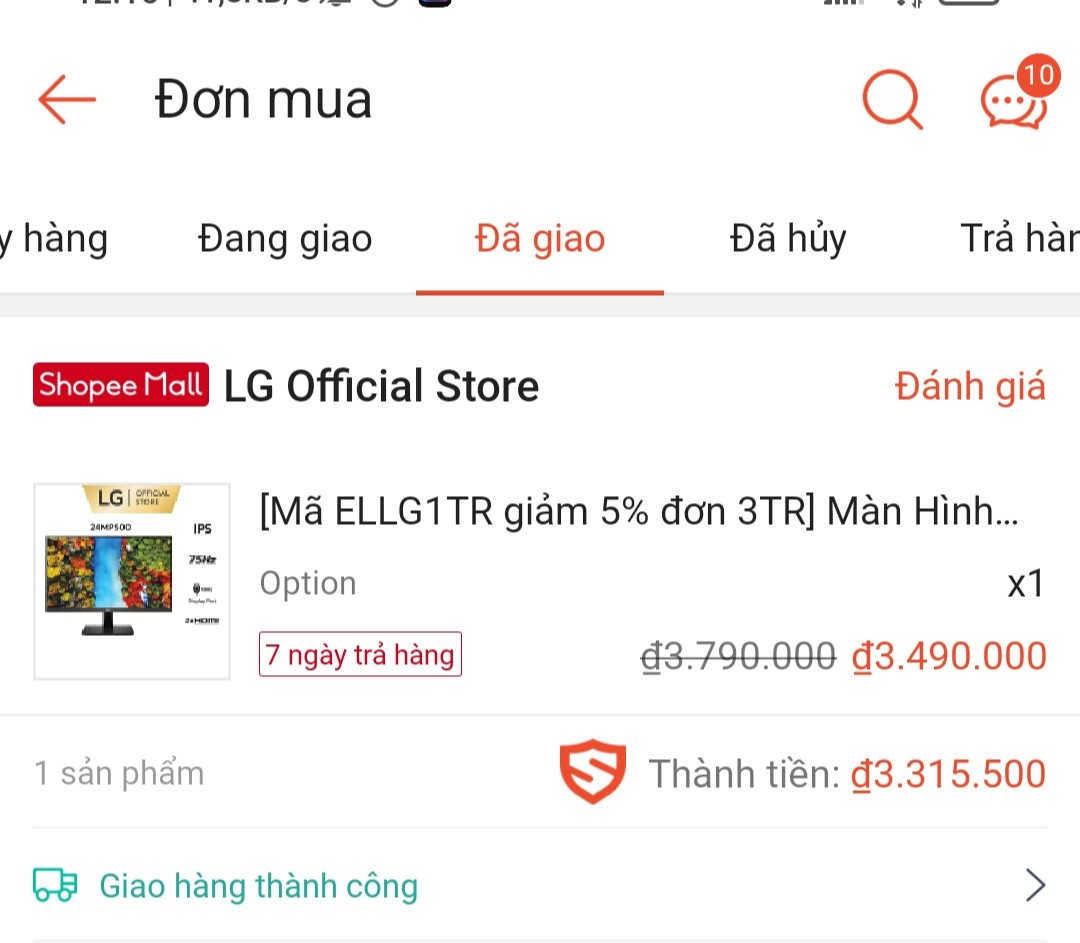 Đơn mua
10
y hàng Đang giao Đã giao Đã hủy Trả hàn
Shopee Mall LG Official Store Đánh giá
LG OFFICIAL STORE
24MP500
IPS
75Hz
Display Port
2xHDMI
[Mã ELLG1TR giảm 5% đơn 3TR] Màn Hình...
Option x1
7 ngày trả hàng ₫3.790.000 ₫3.490.000
1 sản phẩm Thành tiền: ₫3.315.500
Giao hàng thành công